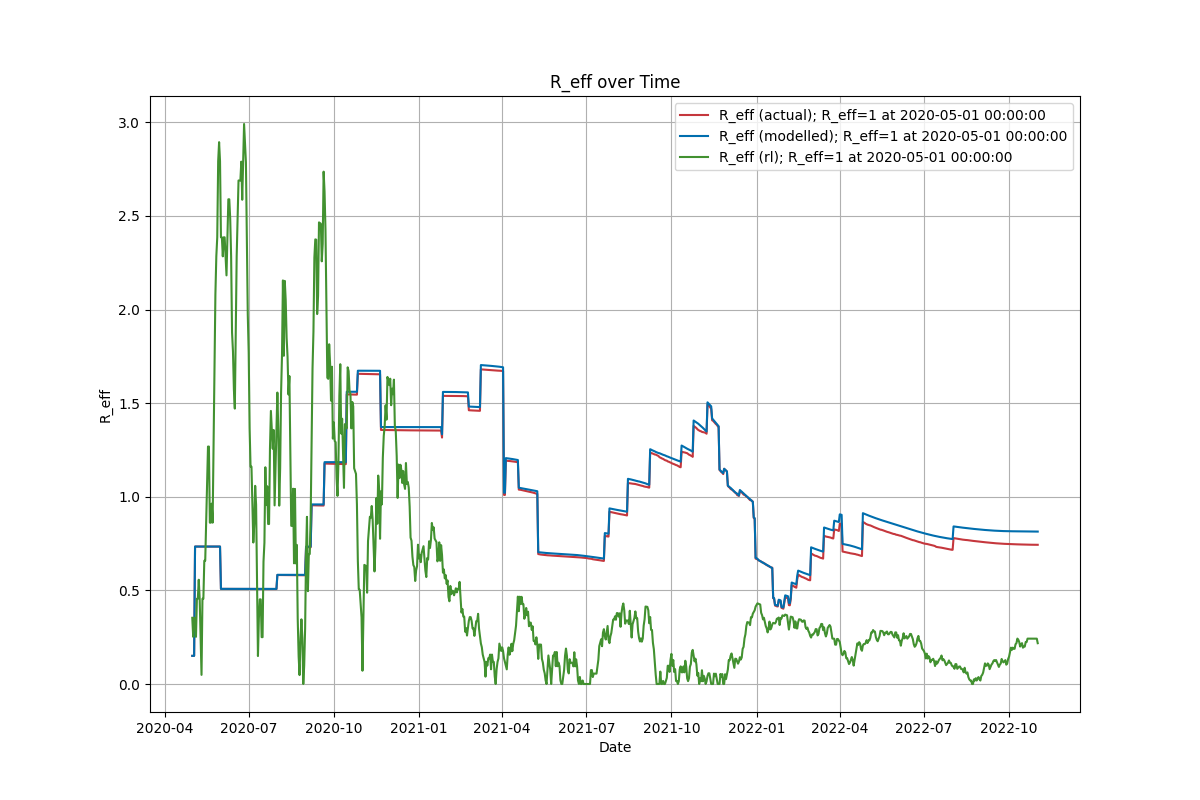 R_eff over Time
R_eff (actual); R_eff=1 at 2020-05-01 00:00:00
R_eff (modelled); R_eff=1 at 2020-05-01 00:00:00
R_eff (rl); R_eff=1 at 2020-05-01 00:00:00
R_eff
3.0
2.5
2.0
1.5
1.0
0.5
0.0
2020-04 2020-07 2020-10 2021-01 2021-04 2021-07 2021-10 2022-01 2022-04 2022-07 2022-10
Date